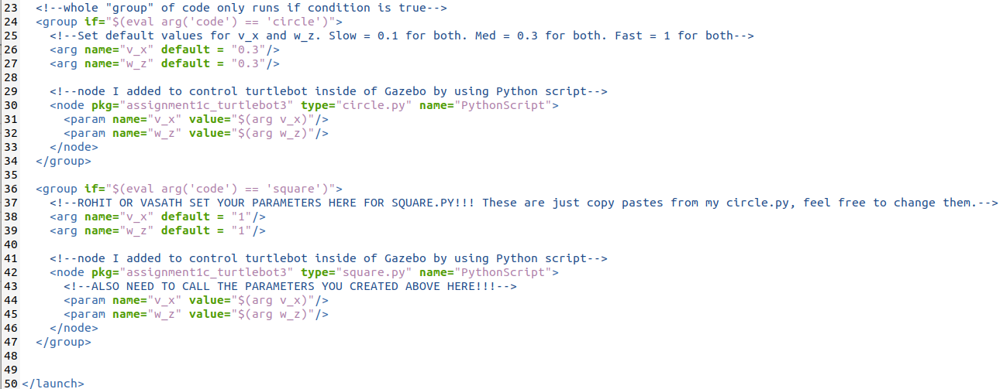 23   <!--whole "group" of code only runs if condition is true-->
24   <group if="$(eval arg('code') == 'circle')">
25     <!--Set default values for v_x and w_z. Slow = 0.1 for both. Med = 0.3 for both. Fast = 1 for both-->
26     <arg name="v_x" default = "0.3"/>
27     <arg name="w_z" default = "0.3"/>
28
29     <!--node I added to control turtlebot inside of Gazebo by using Python script-->
30     <node pkg="assignment1c_turtlebot3" type="circle.py" name="PythonScript">
31       <param name="v_x" value="$(arg v_x)"/>
32       <param name="w_z" value="$(arg w_z)"/>
33     </node>
34   </group>
35
36   <group if="$(eval arg('code') == 'square')">
37     <!--ROHIT OR VASATH SET YOUR PARAMETERS HERE FOR SQUARE.PY!!! These are just copy pastes from my circle.py, feel free to change them.-->
38     <arg name="v_x" default = "1"/>
39     <arg name="w_z" default = "1"/>
40
41     <!--node I added to control turtlebot inside of Gazebo by using Python script-->
42     <node pkg="assignment1c_turtlebot3" type="square.py" name="PythonScript">
43       <!--ALSO NEED TO CALL THE PARAMETERS YOU CREATED ABOVE HERE!!!-->
44       <param name="v_x" value="$(arg v_x)"/>
45       <param name="w_z" value="$(arg w_z)"/>
46     </node>
47   </group>
48
49
50 </launch>